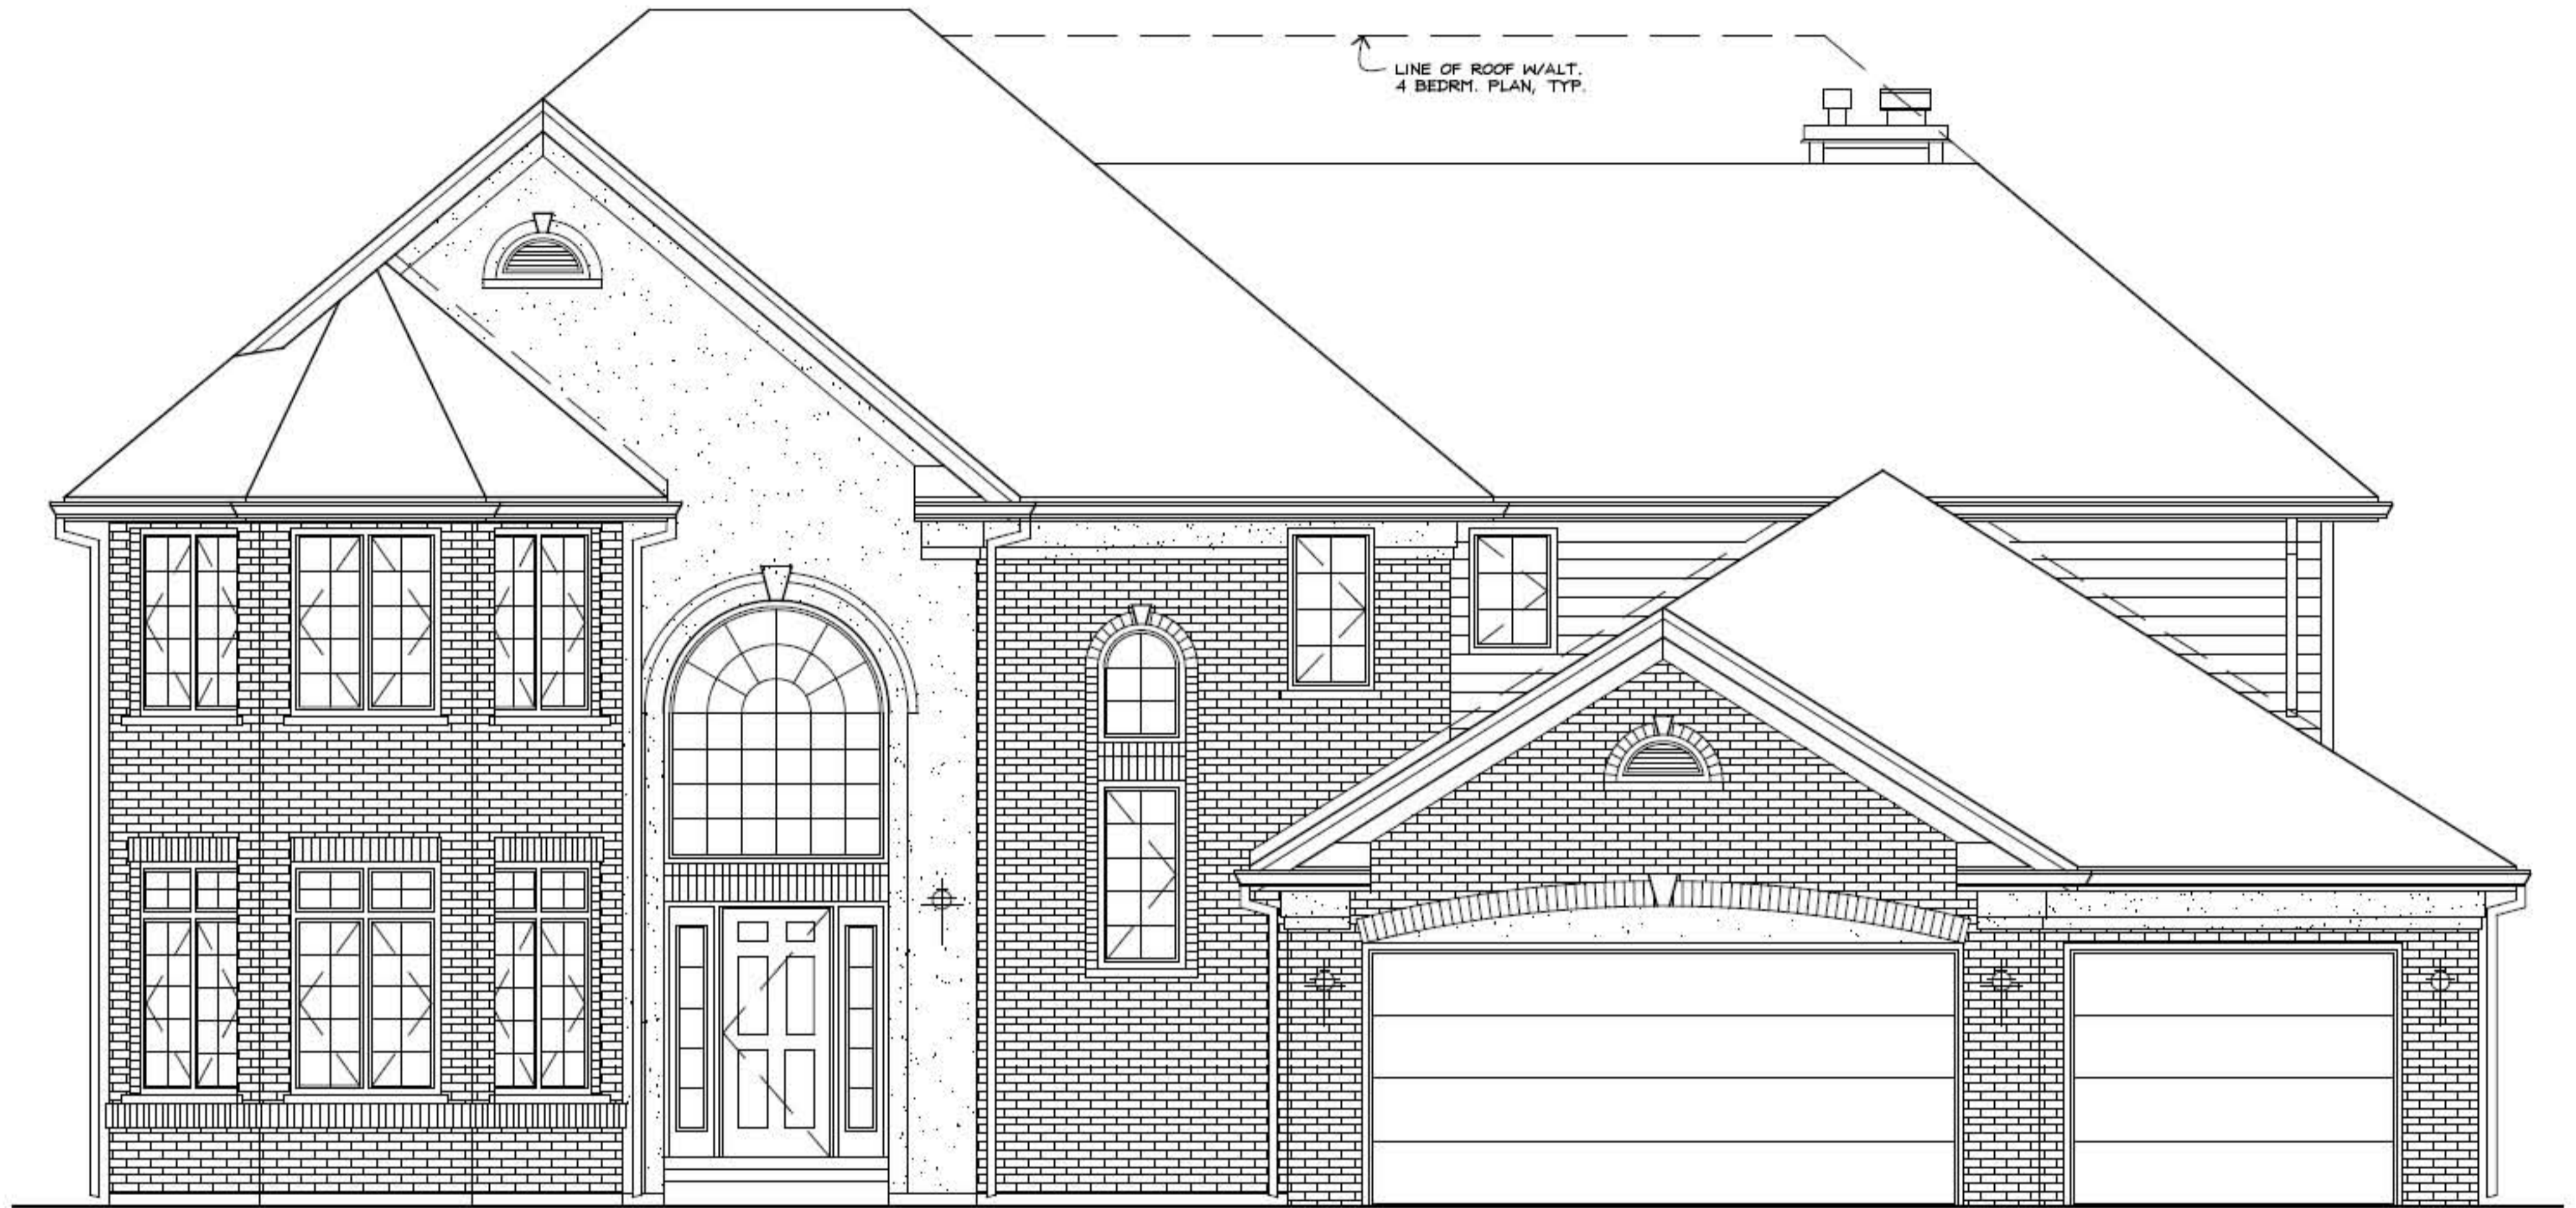 LINE OF ROOF W/ALT.
4 BEDRM. PLAN, TYP.